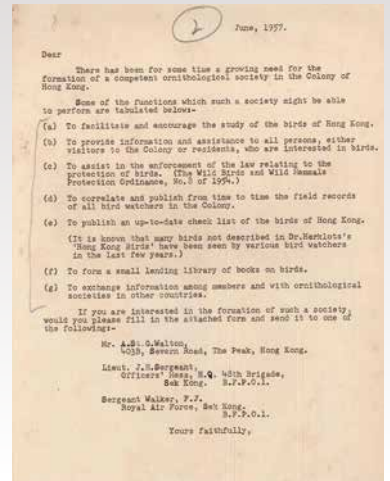 2
June, 1957.
Dear
There has been for some time a growing need for the
formation of a competent ornithological society in the Colony of
Hong Kong.
Some of the functions which such a society might be able
to perform are tabulated below:-
(a) To facilitate and encourage the study of the birds of Hong Kong.
(b) To provide information and assistance to all persons, either
visitors to the Colony or residents, who are interested in birds.
(c) To assist in the enforcement of the law relating to the
protection of birds. (The Wild Birds and Wild Mammals
Protection Ordinance, No.8 of 1954.)
(d) To correlate and publish from time to time the field records
of all bird watchers in the Colony.
(e) To publish an up-to-date check list of the birds of Hong Kong.
(It is known that many birds not described in Dr.Herklots's
'Hong Kong Birds' have been seen by various bird watchers
in the last few years.)
(f) To form a small lending library of books on birds.
(g) To exchange information among members and with ornithological
societies in other countries.
If you are interested in the formation of such a society,
would you please fill in the attached form and send it to one of
the following:-
Mr. A.St.G.Walton,
403B, Severn Road, The Peak, Hong Kong.
Lieut. J.H.Sergeant,
Officers' Mess, H.Q. 48th Brigade,
Sek Kong. B.F.P.O.1.
Sergeant Walker, F.J.
Royal Air Force, Sek Kong.
B.F.P.O.1.
Yours faithfully,